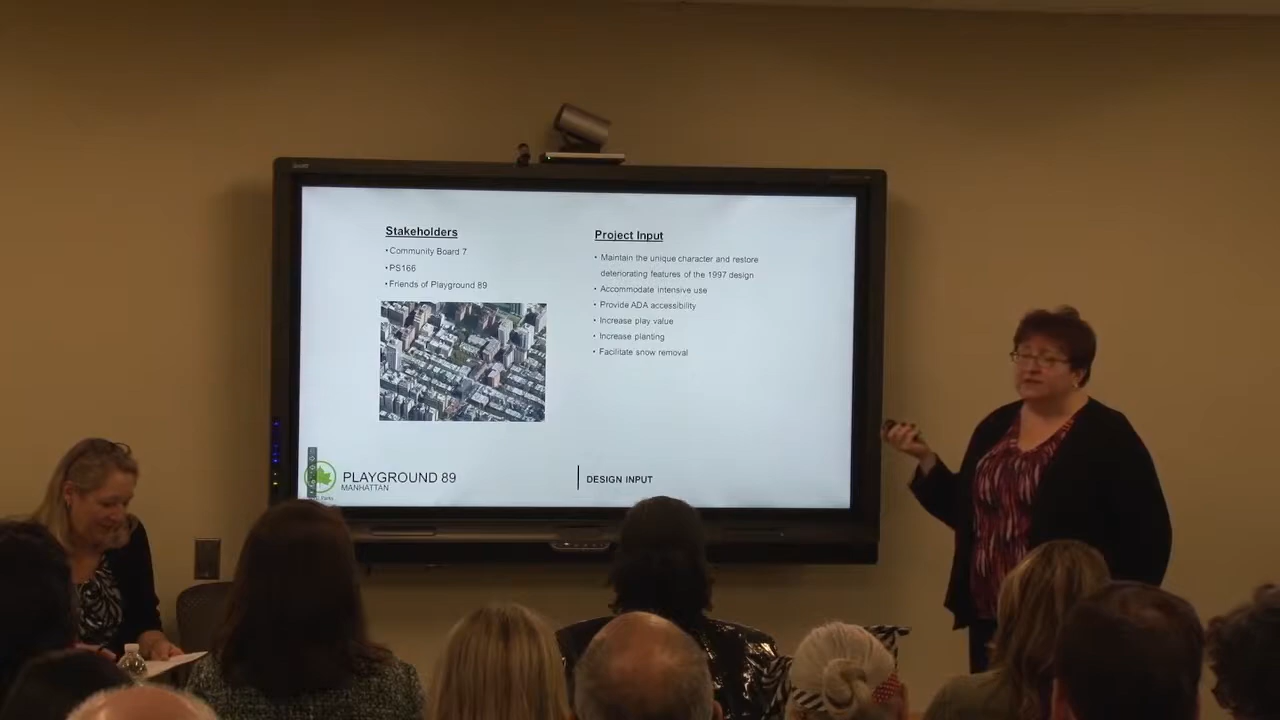 Stakeholders
•Community Board 7
•PS166
•Friends of Playground 89
Project Input
• Maintain the unique character and restore
deteriorating features of the 1997 design
• Accommodate intensive use
• Provide ADA accessibility
• Increase play value
• Increase planting
• Facilitate snow removal
PLAYGROUND 89
MANHATTAN
DESIGN INPUT